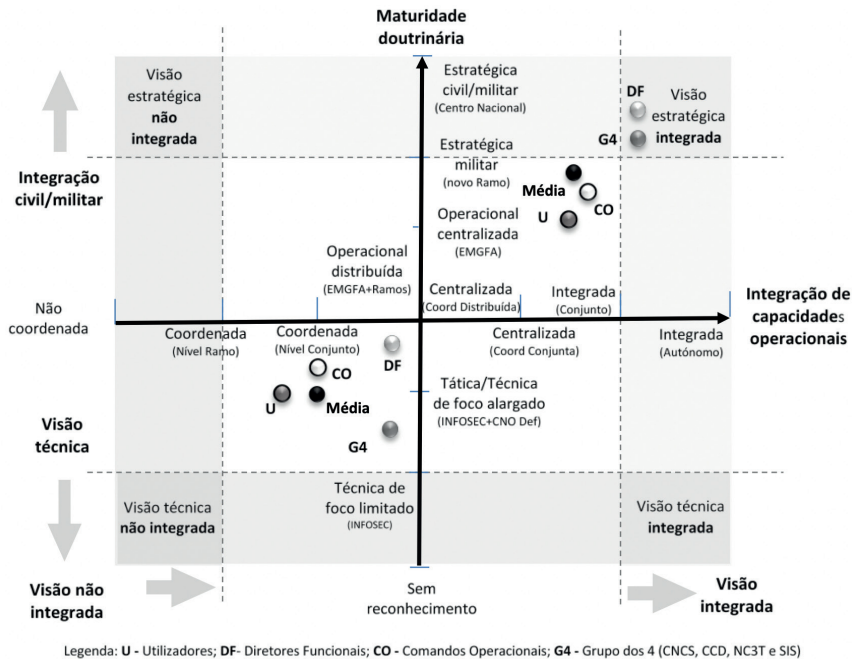 Maturidade
doutrinária
Visão
estratégica
não
integrada
Estratégica
civil/militar
(Centro Nacional)
DF
Visão
estratégica
G4 integrada
Estratégica
militar
(novo Ramo)
Integração
civil/militar
Média
CO
U
Operacional
centralizada
(EMGFA)
Operacional
distribuída
(EMGFA+Ramos)
Centralizada
(Coord Distribuída)
Integrada
(Conjunto)
Integração de
capacidades
operacionais
Não
coordenada
Coordenada
(Nível Ramo)
Coordenada
(Nível Conjunto)
Centralizada
(Coord Conjunta)
Integrada
(Autónomo)
DF
CO
U
Média
G4
Tática/Técnica
de foco alargado
(INFOSEC+CNO Def)
Visão
técnica
Técnica de
foco limitado
(INFOSEC)
Visão técnica
não integrada
Visão técnica
integrada
Visão não
integrada
Sem
reconhecimento
Visão
integrada
Legenda: U - Utilizadores; DF- Diretores Funcionais; CO - Comandos Operacionais; G4 - Grupo dos 4 (CNCS, CCD, NC3T e SIS)